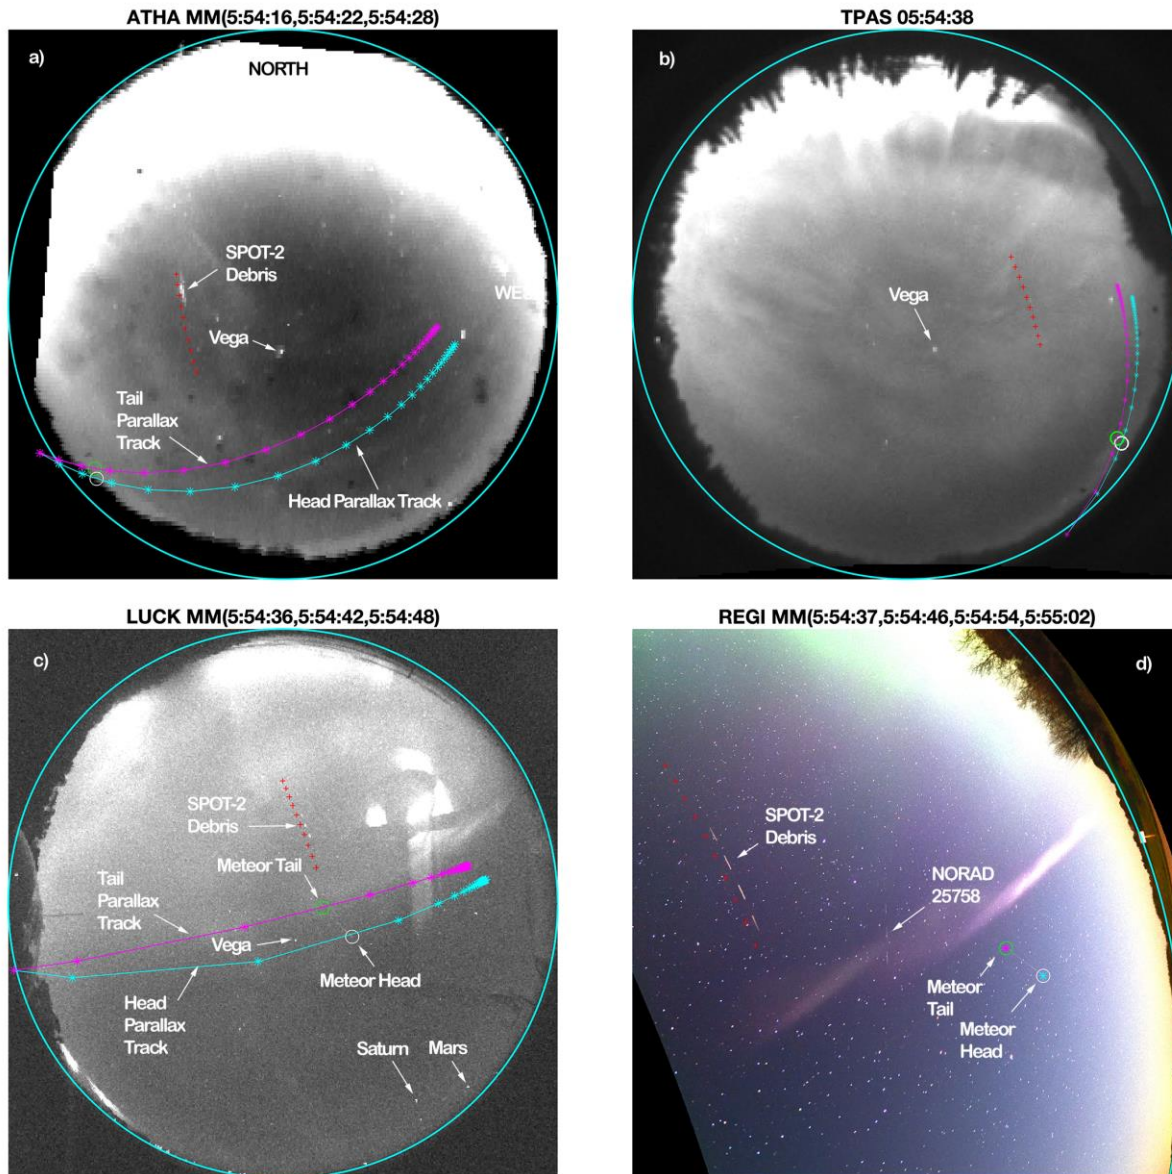 ATHA MM(5:54:16,5:54:22,5:54:28)
a)
NORTH
SPOT-2
Debris
WES
Vega
Tail
Parallax
Track
Head Parallax Track
TPAS 05:54:38
b)
Vega
LUCK MM(5:54:36,5:54:42,5:54:48)
c)
SPOT-2
Debris
Meteor Tail
Tail
Parallax
Track
Vega
Meteor Head
Head
Parallax
Track
Saturn
Mars
REGI MM(5:54:37,5:54:46,5:54:54,5:55:02)
d)
SPOT-2
Debris
NORAD
25758
Meteor
Tail
Meteor
Head